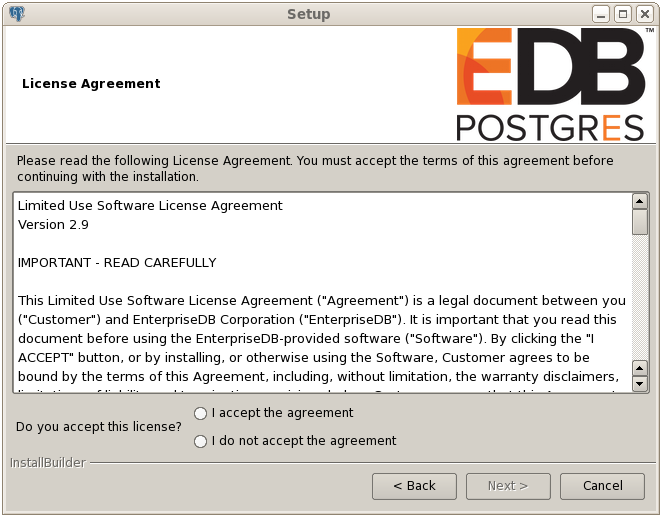 Setup
License Agreement
EDB™
POSTGRES
Please read the following License Agreement. You must accept the terms of this agreement before
continuing with the installation.
Limited Use Software License Agreement
Version 2.9
IMPORTANT - READ CAREFULLY
This Limited Use Software License Agreement ("Agreement") is a legal document between you
("Customer") and EnterpriseDB Corporation ("EnterpriseDB"). It is important that you read this
document before using the EnterpriseDB-provided software ("Software"). By clicking the "I
ACCEPT" button, or by installing, or otherwise using the Software, Customer agrees to be
bound by the terms of this Agreement, including, without limitation, the warranty disclaimers,
Do you accept this license?
I accept the agreement
I do not accept the agreement
InstallBuilder
< Back
Next >
Cancel